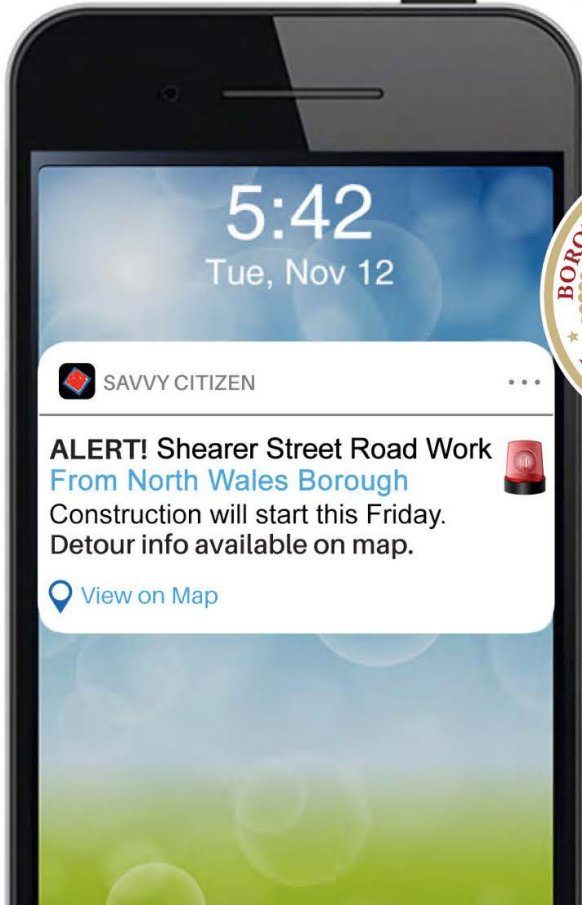 5:42
Tue, Nov 12
SAVVY CITIZEN
ALERT! Shearer Street Road Work
From North Wales Borough
Construction will start this Friday.
Detour info available on map.
View on Map